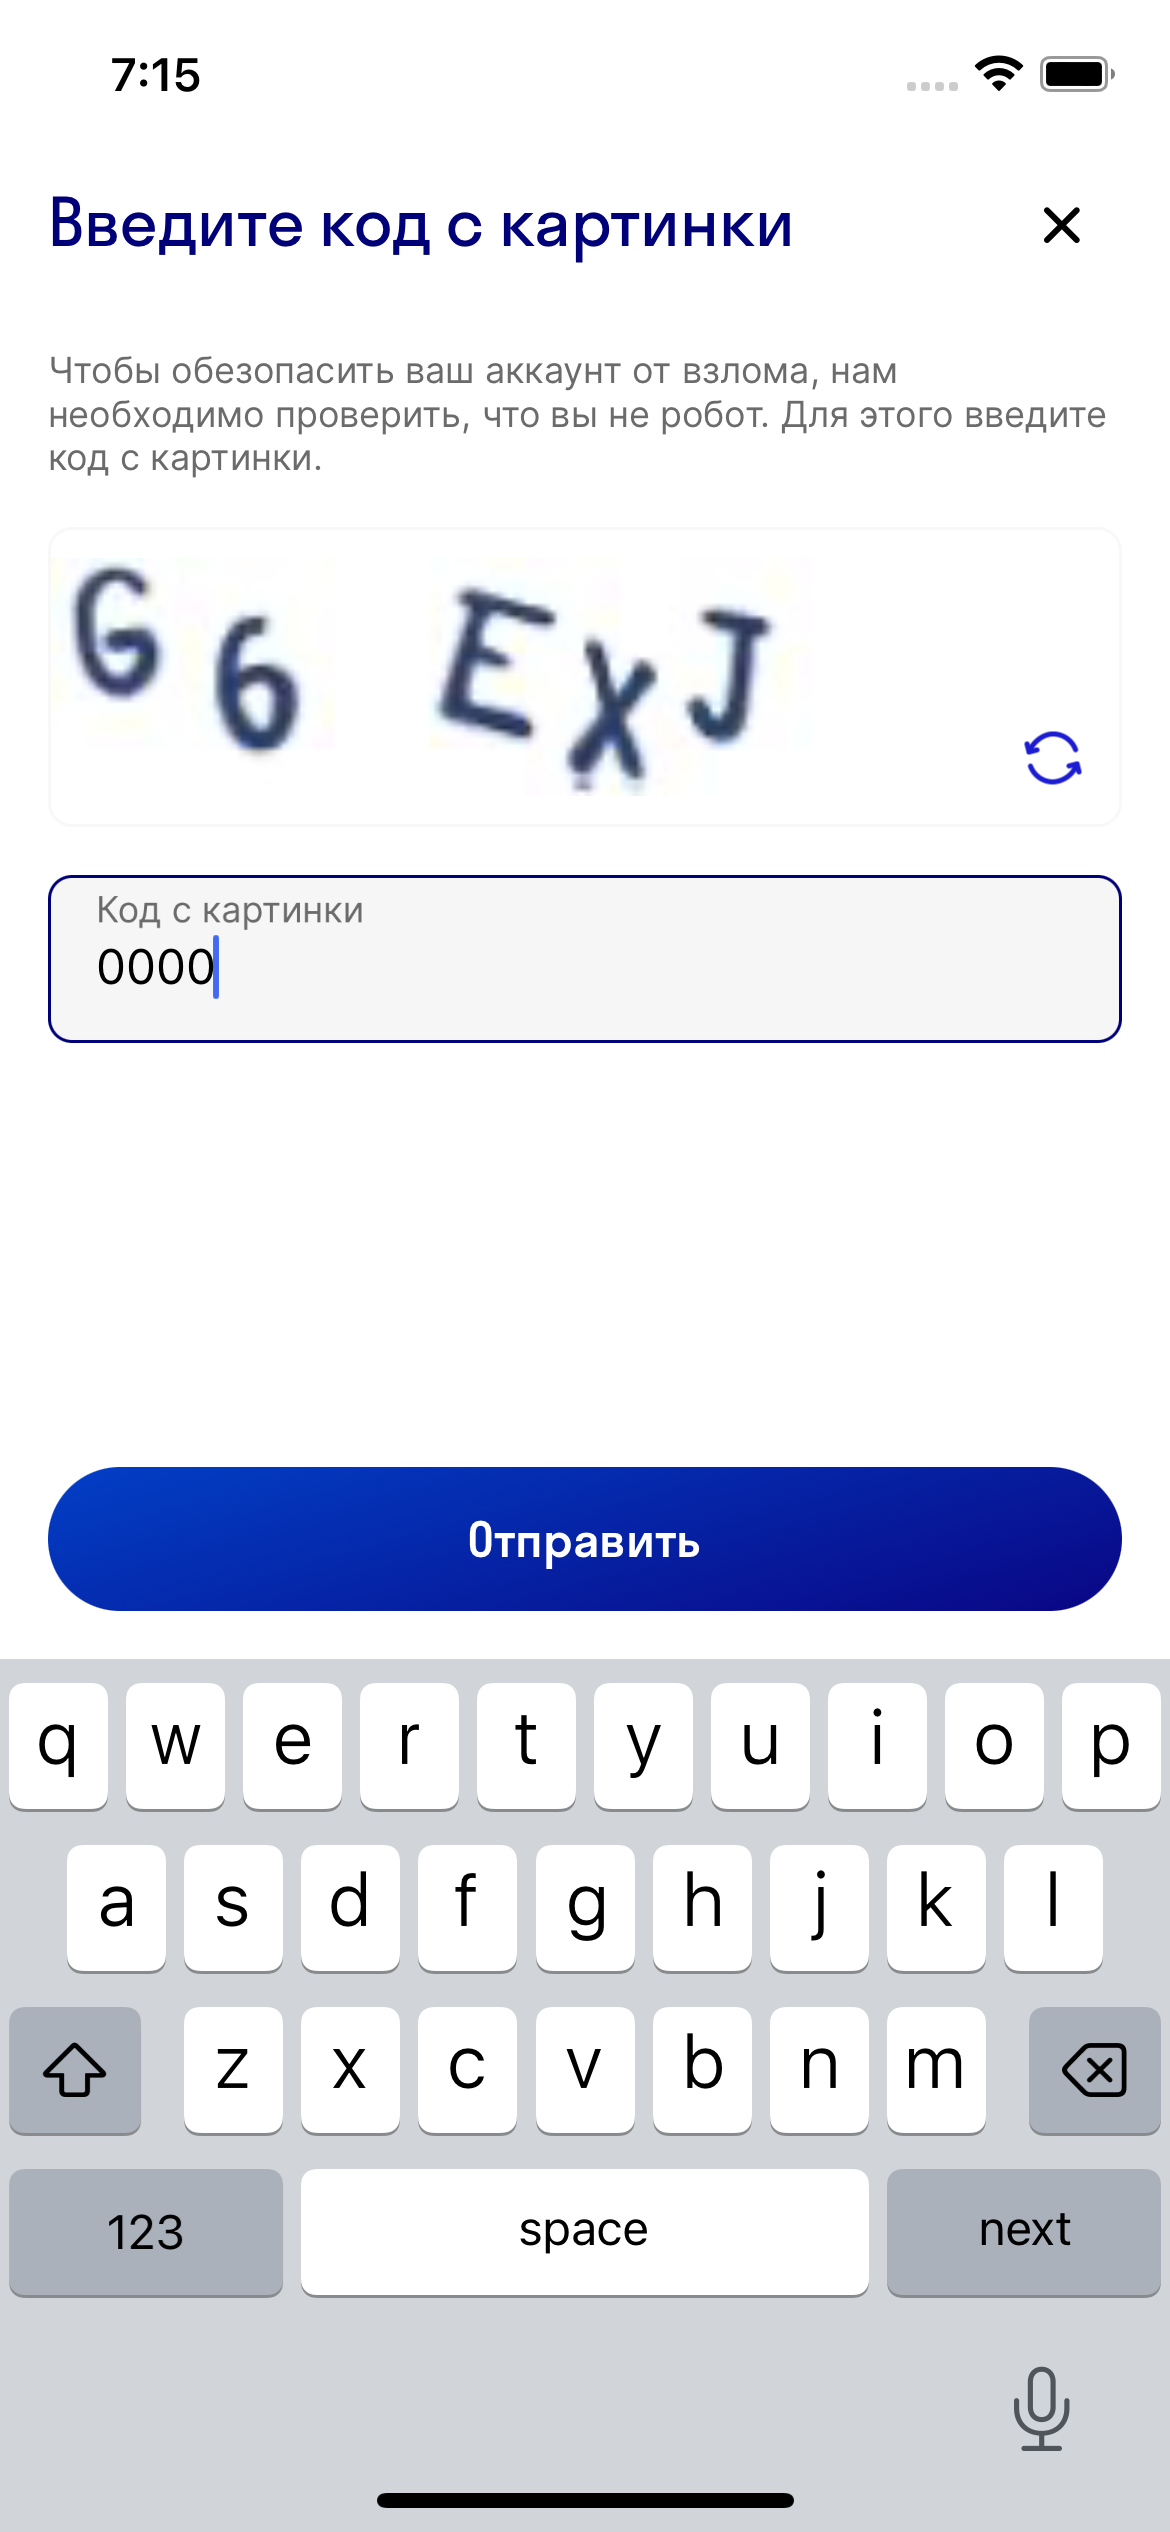 7:15
Введите код с картинки
Чтобы обезопасить ваш аккаунт от взлома, нам
необходимо проверить, что вы не робот. Для этого введите
код с картинки.
G6 EXJ
Код с картинки
0000
Отправить
q w e r t y u i o p
a s d f g h j k l
z x c v b n m
123 space next